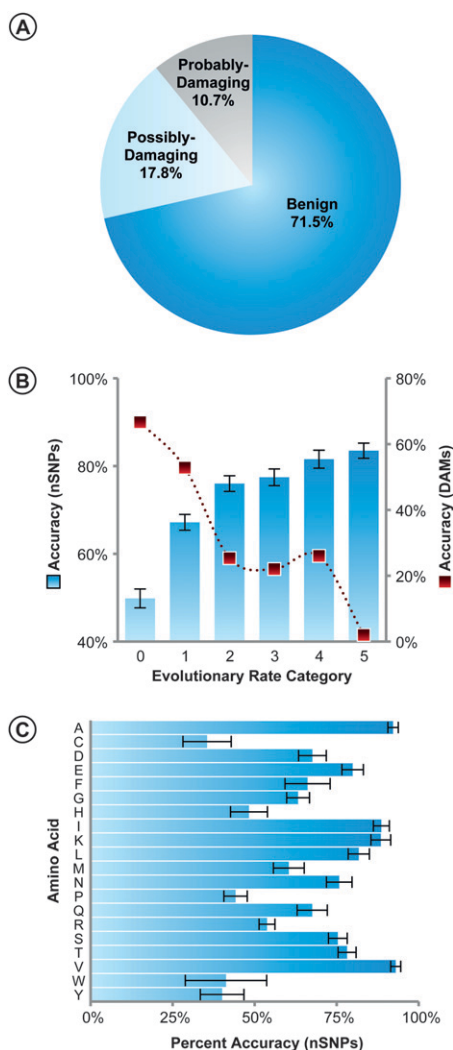 A
Probably-
Damaging
10.7%
Possibly-
Damaging
17.8%
Benign
71.5%
B
100%
80%
60%
40%
Accuracy (nSNPs)
80%
60%
40%
20%
0%
Accuracy (DAMs)
0 1 2 3 4 5
Evolutionary Rate Category
C
Amino Acid
A
C
D
E
F
G
H
I
K
L
M
N
P
Q
R
S
T
V
W
Y
0% 25% 50% 75% 100%
Percent Accuracy (nSNPs)